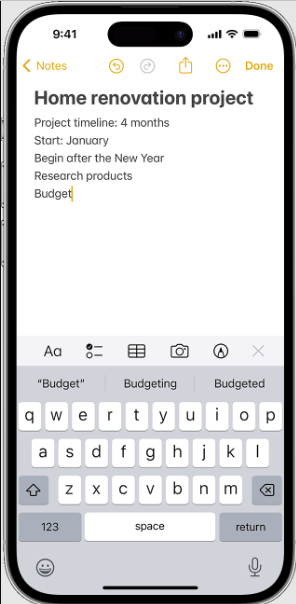 9:41
Notes Done
Home renovation project
Project timeline: 4 months
Start: January
Begin after the New Year
Research products
Budget
Aa
“Budget” Budgeting Budgeted
q w e r t y u i o p
a s d f g h j k l
z x c v b n m
123 space return